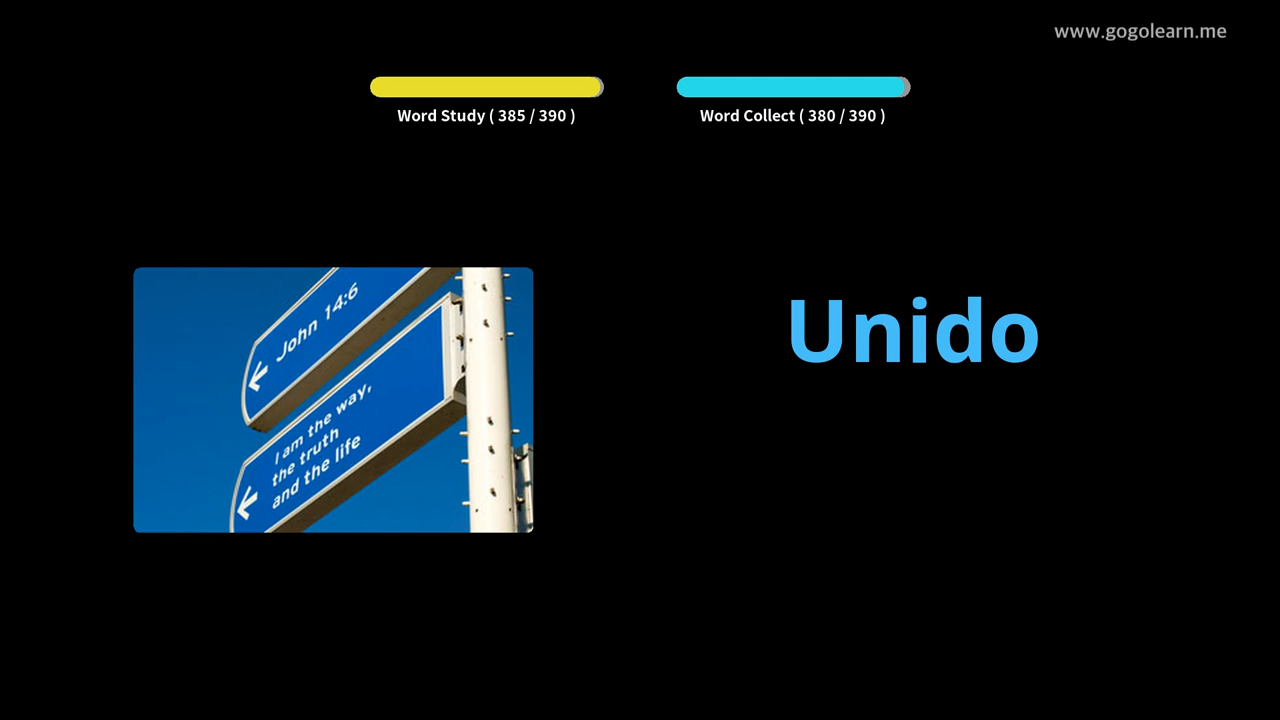 www.gogolearn.me
Word Study ( 385 / 390 )
Word Collect ( 380 / 390 )
John 14:6
I am the way,
the truth
and the life
Unido